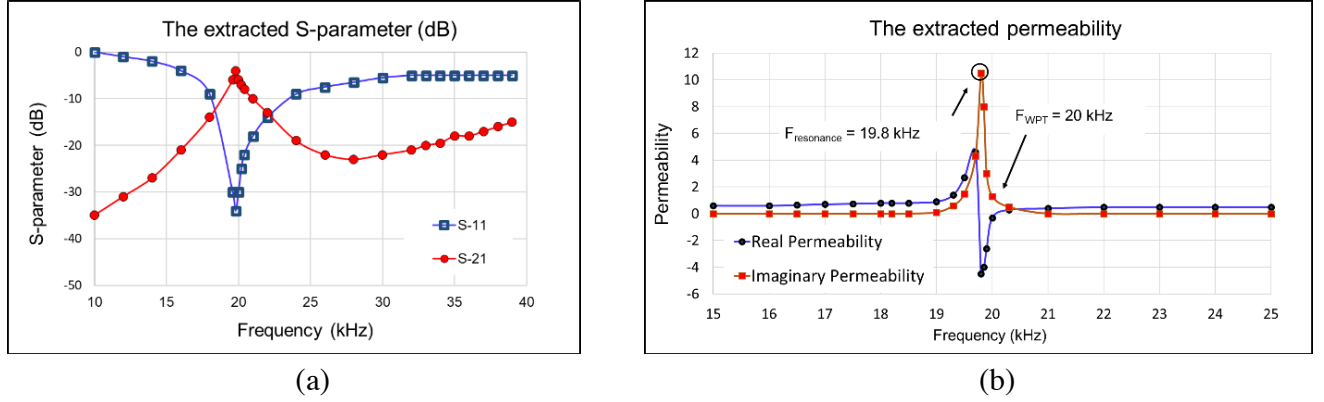 The extracted S-parameter (dB)
S-parameter (dB)
0
-10
-20
-30
-40
-50
10 15 20 25 30 35 40
Frequency (kHz)
S-11
S-21
(a)
The extracted permeability
Permeability
12
10
8
6
4
2
0
-2
-4
-6
15 16 17 18 19 20 21 22 23 24 25
Frequency (kHz)
Fresonance = 19.8 kHz
FWPT = 20 kHz
Real Permeability
Imaginary Permeability
(b)